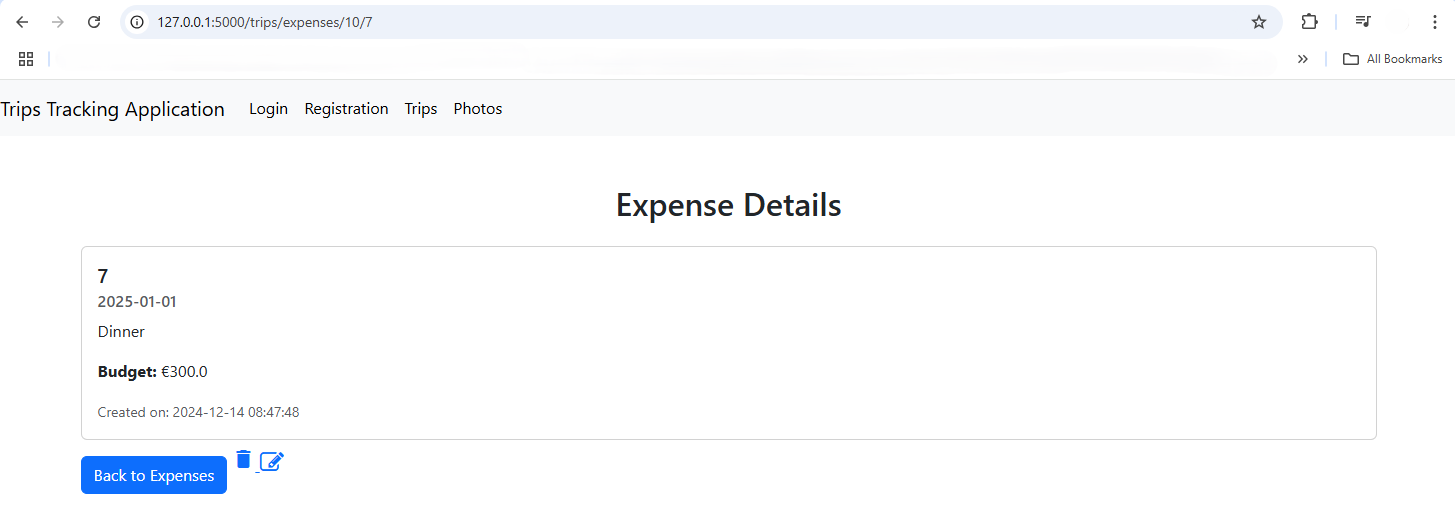 127.0.0.1:5000/trips/expenses/10/7
All Bookmarks
Trips Tracking Application Login Registration Trips Photos
Expense Details
7
2025-01-01
Dinner
Budget: €300.0
Created on: 2024-12-14 08:47:48
Back to Expenses